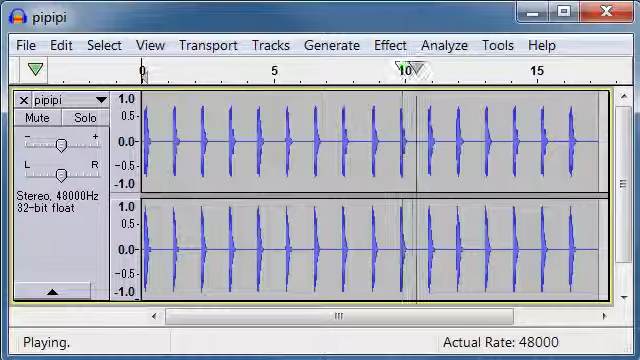 pipipi
File Edit Select View Transport Tracks Generate Effect Analyze Tools Help
0 5 10 15
pipipi
Mute Solo
- +
L R
Stereo, 48000Hz
32-bit float
1.0
0.5-
0.0-
-0.5-
-1.0
1.0
0.5-
0.0-
-0.5-
-1.0
Playing. Actual Rate: 48000